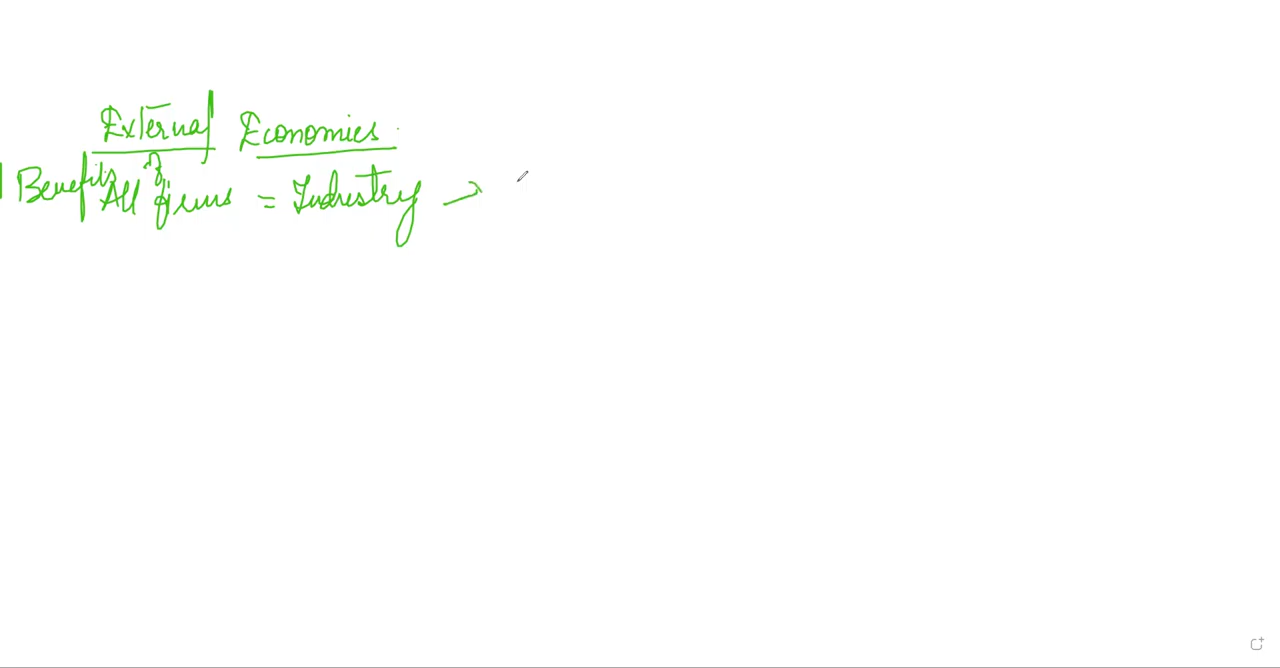 External Economies
Benefits of All firms = Industry →